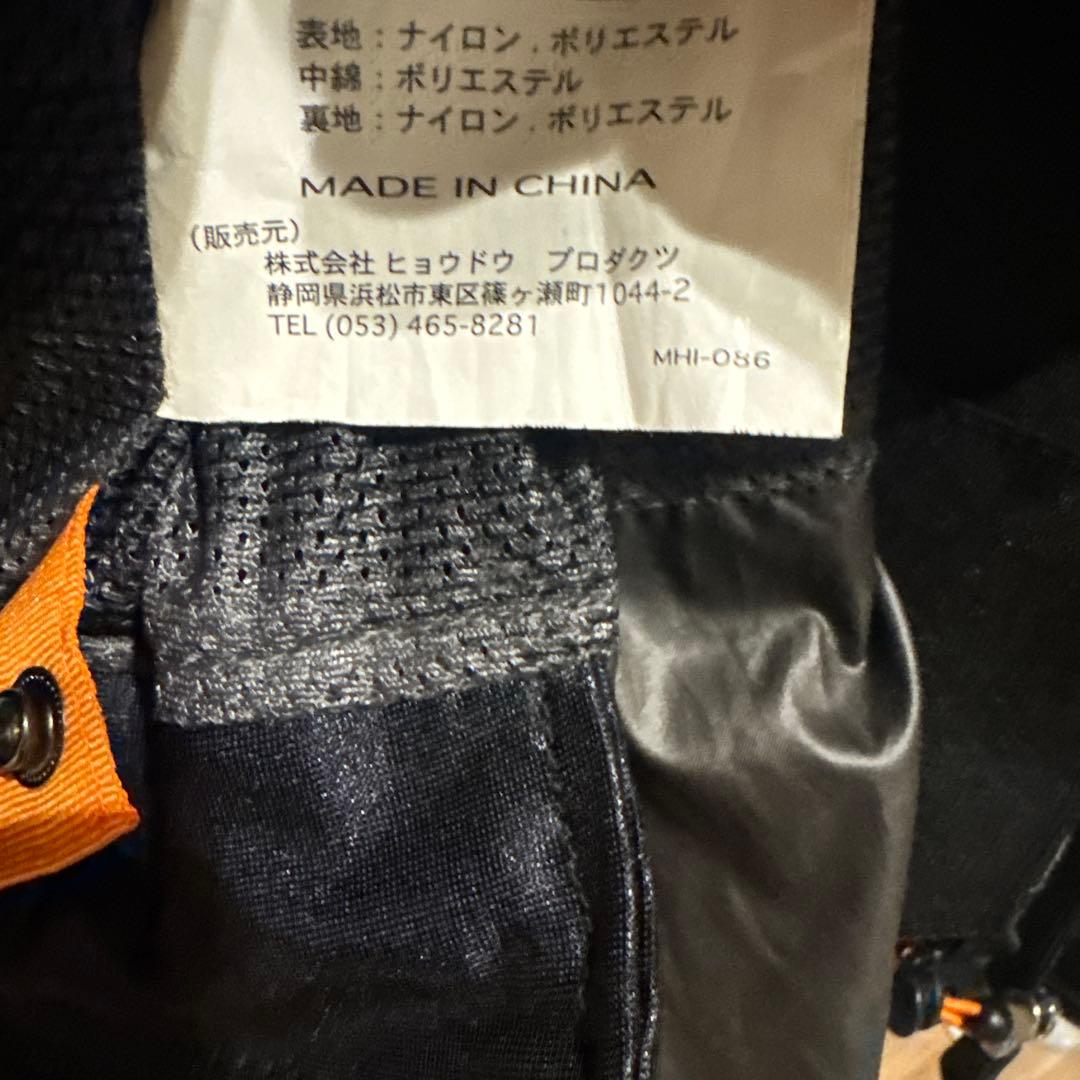 表地：ナイロン．ポリエステル
中綿：ポリエステル
裏地：ナイロン．ポリエステル
MADE IN CHINA
（販売元）
株式会社 ヒョウドウ　プロダクツ
静岡県浜松市東区篠ヶ瀬町1044-2
TEL (053) 465-8281
MHI-086